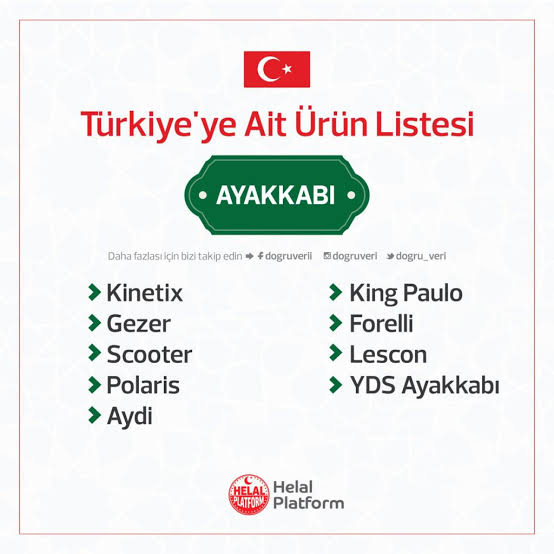 Türkiye'ye Ait Ürün Listesi
AYAKKABI
Daha fazlası için bizi takip edin dogruverii dogruveri dogru_veri
Kinetix
Gezer
Scooter
Polaris
Aydi
King Paulo
Forelli
Lescon
YDS Ayakkabı
HELAL
PLATFORM
Helal
Platform